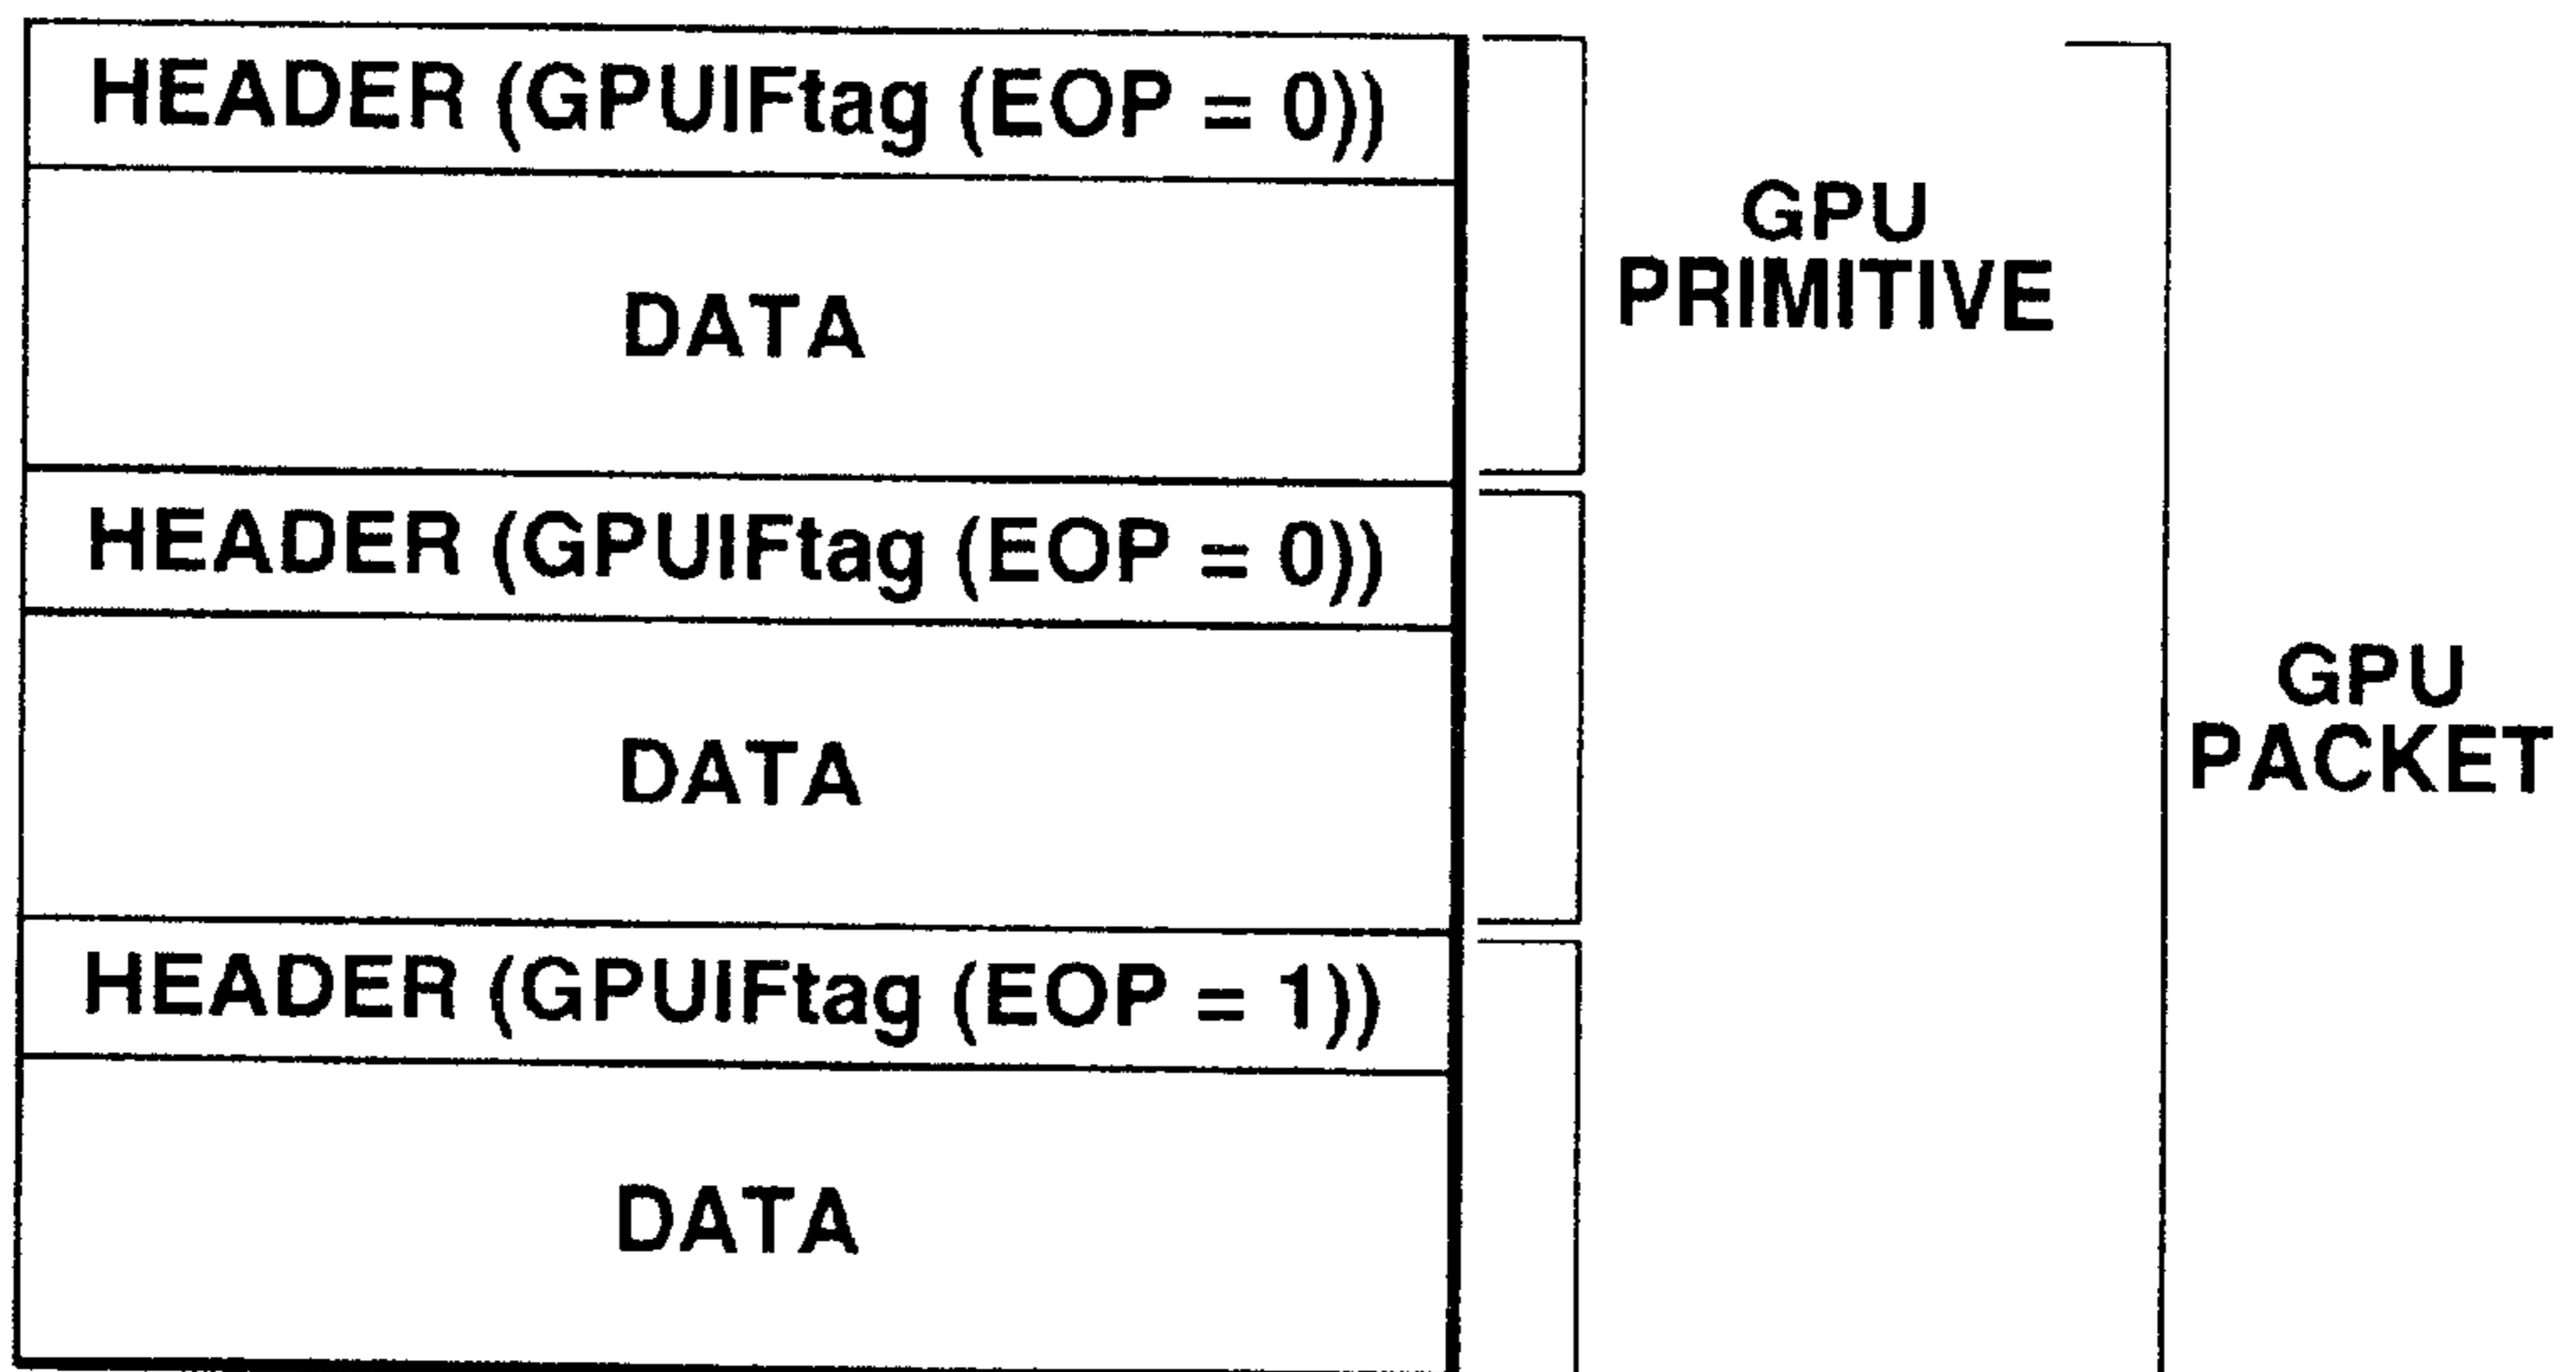 HEADER (GPUIFtag (EOP = 0))
DATA
GPU
PRIMITIVE
HEADER (GPUIFtag (EOP = 0))
DATA
GPU
PACKET
HEADER (GPUIFtag (EOP = 1))
DATA